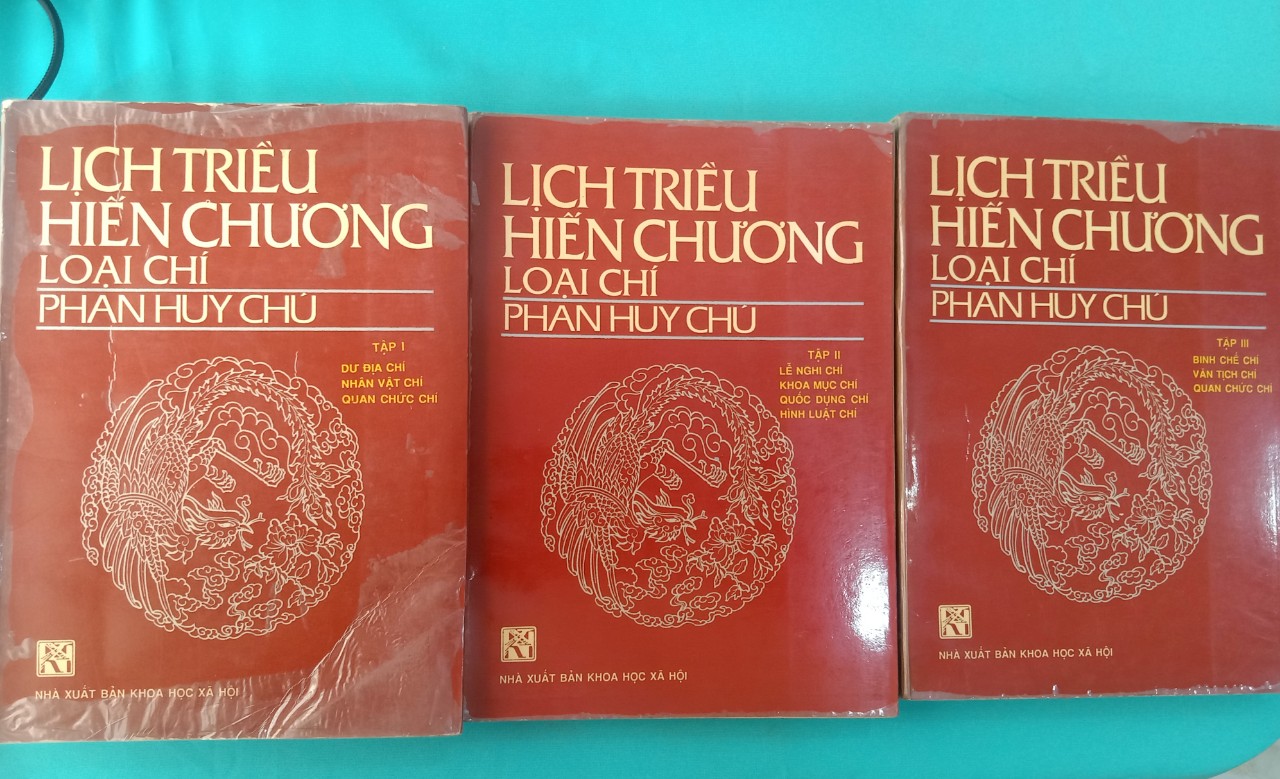 LỊCH TRIỀU
HIẾN CHƯƠNG
LOẠI CHÍ
PHAN HUY CHÚ
TẬP I
DƯ ĐỊA CHÍ
NHÂN VẬT CHÍ
QUAN CHỨC CHÍ
NHÀ XUẤT BẢN KHOA HỌC XÃ HỘI
LỊCH TRIỀU
HIẾN CHƯƠNG
LOẠI CHÍ
PHAN HUY CHÚ
TẬP II
LỄ NGHI CHÍ
KHOA MỤC CHÍ
QUỐC DỤNG CHÍ
HÌNH LUẬT CHÍ
NHÀ XUẤT BẢN KHOA HỌC XÃ HỘI
LỊCH TRIỀU
HIẾN CHƯƠNG
LOẠI CHÍ
PHAN HUY CHÚ
TẬP III
BINH CHẾ CHÍ
VĂN TỊCH CHÍ
QUAN CHỨC CHÍ
NHÀ XUẤT BẢN KHOA HỌC XÃ HỘI